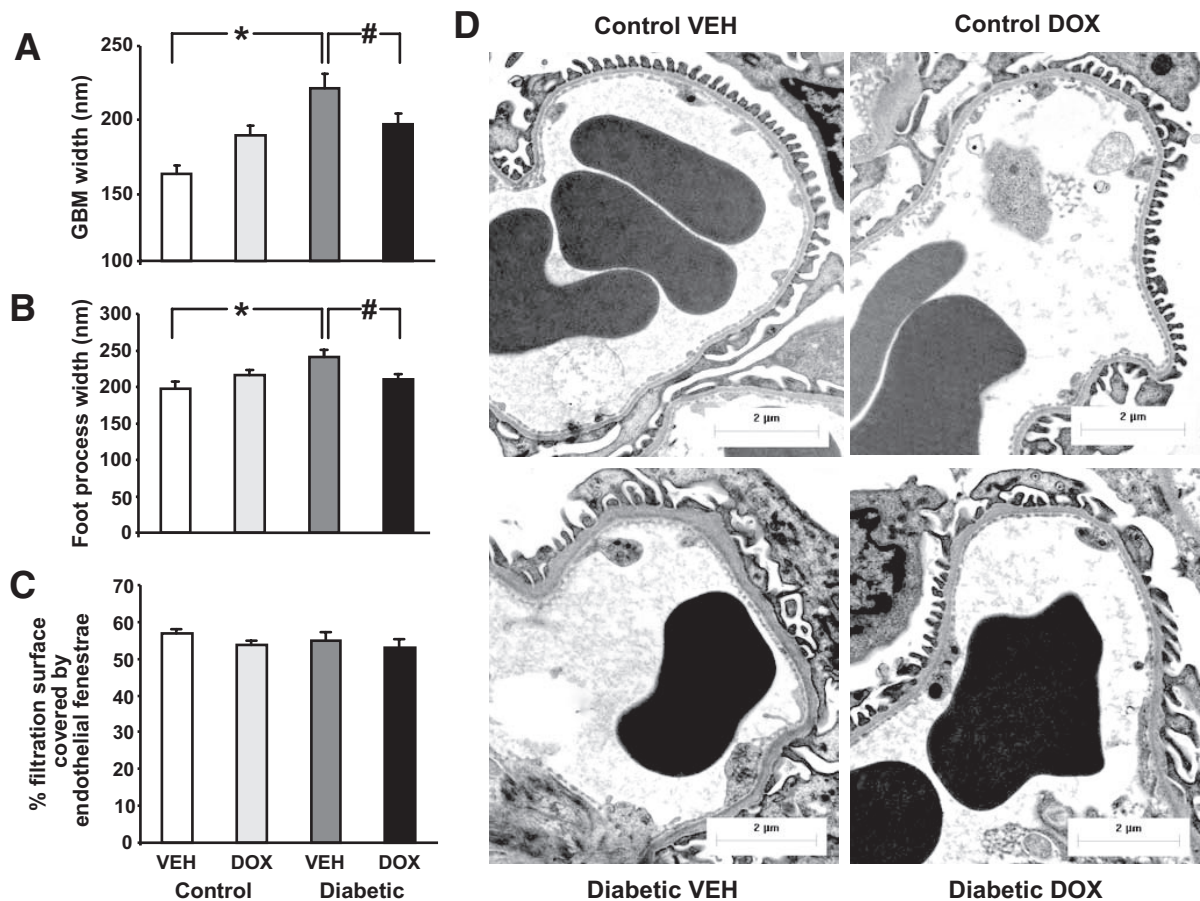 A
GBM width (nm)
250
200
150
100
*
#
B
Foot process width (nm)
300
250
200
150
100
50
0
*
#
C
% filtration surface
covered by
endothelial fenestrae
70
60
50
40
30
20
10
0
VEH DOX VEH DOX
Control Diabetic
D
Control VEH
Control DOX
2 µm
2 µm
2 µm
2 µm
Diabetic VEH
Diabetic DOX